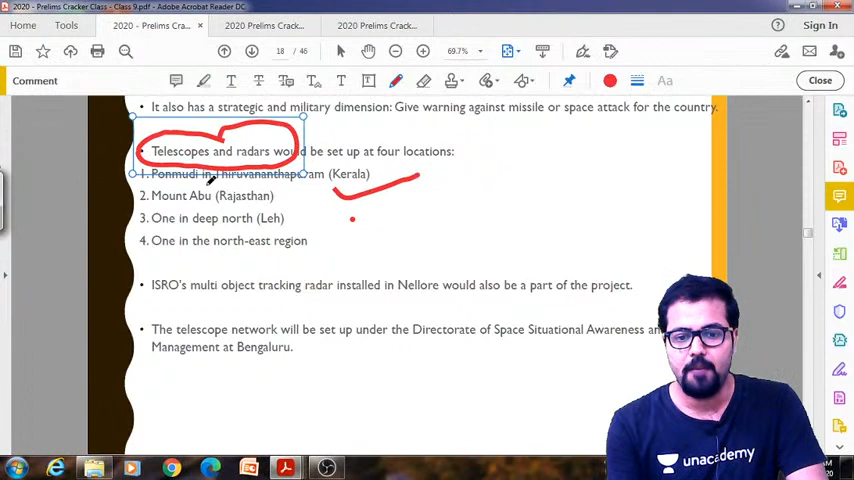 2020 - Prelims Cracker Class - Class 9.pdf - Adobe Acrobat Reader DC
Home Tools 2020 - Prelims Cra... × 2020 - Prelims Crack... 2020 - Prelims Crack... Sign In
18 / 46 69.7%
Comment Aa Close
• It also has a strategic and military dimension: Give warning against missile or space attack for the country.
• Telescopes and radars would be set up at four locations:
1. Ponmudi in Thiruvananthapuram (Kerala)
2. Mount Abu (Rajasthan)
3. One in deep north (Leh)
4. One in the north-east region
• ISRO's multi object tracking radar installed in Nellore would also be a part of the project.
• The telescope network will be set up under the Directorate of Space Situational Awareness an
Management at Bengaluru.
unacademy